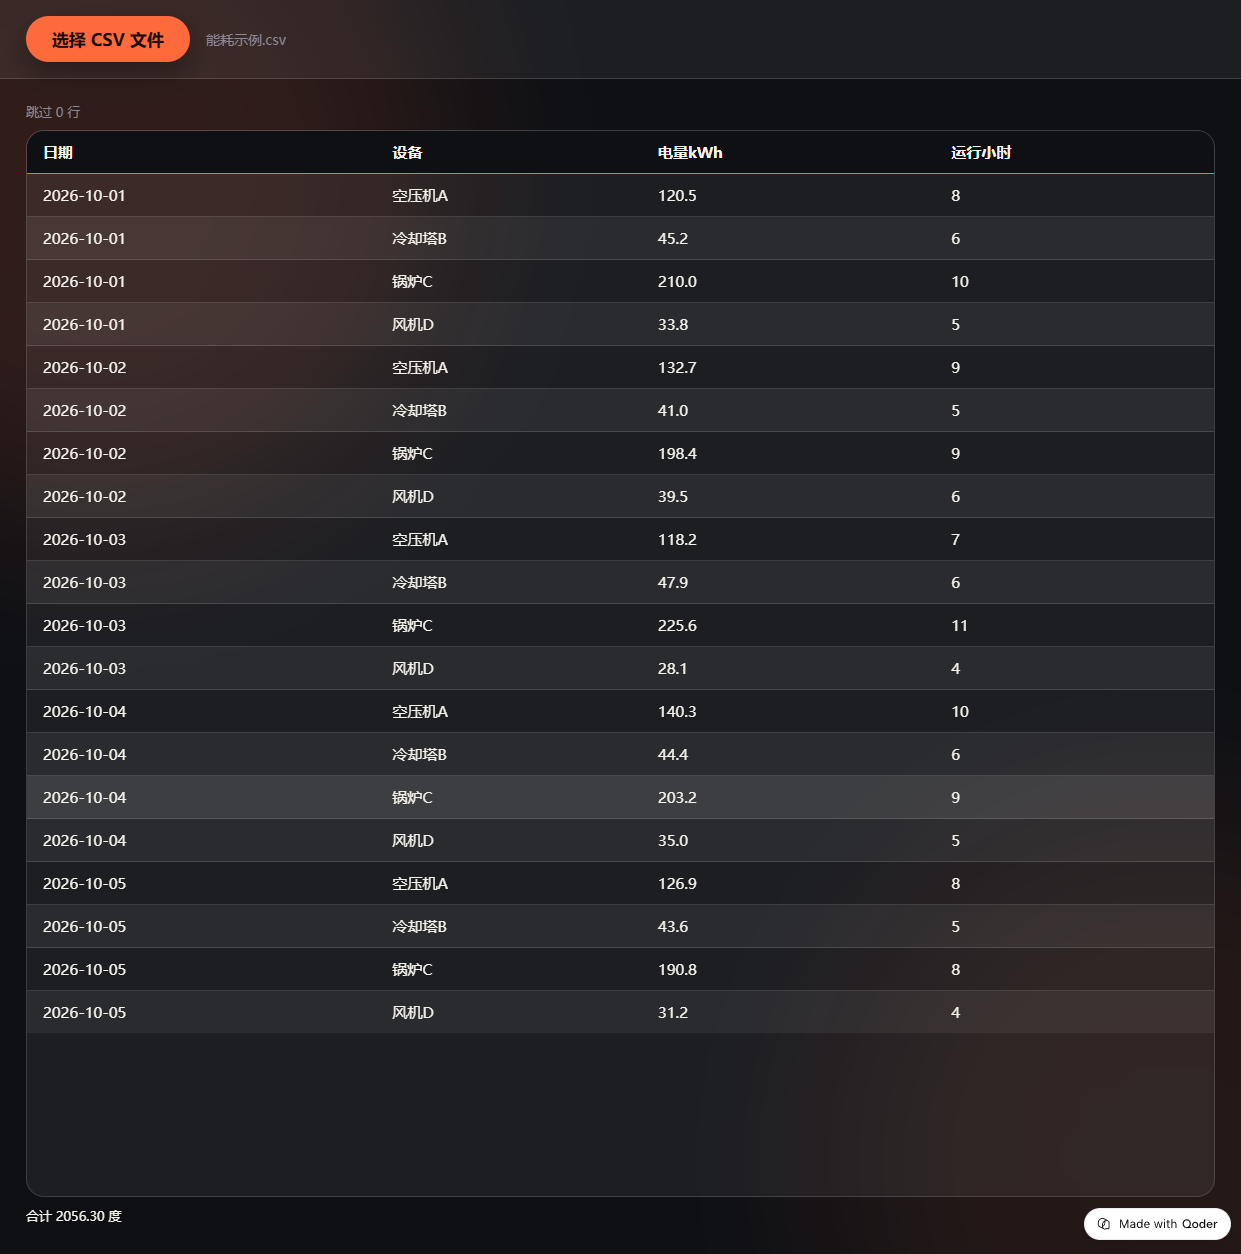 选择 CSV 文件 能耗示例.csv
跳过 0 行
日期 设备 电量kWh 运行小时
2026-10-01 空压机A 120.5 8
2026-10-01 冷却塔B 45.2 6
2026-10-01 锅炉C 210.0 10
2026-10-01 风机D 33.8 5
2026-10-02 空压机A 132.7 9
2026-10-02 冷却塔B 41.0 5
2026-10-02 锅炉C 198.4 9
2026-10-02 风机D 39.5 6
2026-10-03 空压机A 118.2 7
2026-10-03 冷却塔B 47.9 6
2026-10-03 锅炉C 225.6 11
2026-10-03 风机D 28.1 4
2026-10-04 空压机A 140.3 10
2026-10-04 冷却塔B 44.4 6
2026-10-04 锅炉C 203.2 9
2026-10-04 风机D 35.0 5
2026-10-05 空压机A 126.9 8
2026-10-05 冷却塔B 43.6 5
2026-10-05 锅炉C 190.8 8
2026-10-05 风机D 31.2 4
合计 2056.30 度
Made with Qoder